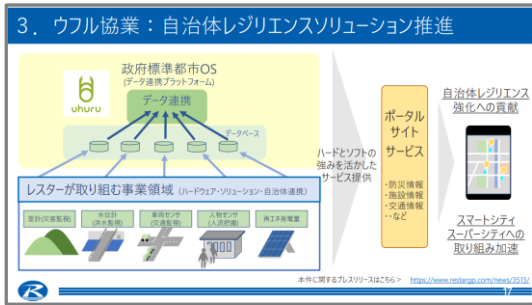 3. ウフル協業：自治体レジリエンスソリューション推進
uhuru
政府標準都市OS
(データ連携プラットフォーム)
データ連携
データベース
レスターが取り組む事業領域 (ハードウェア・ソリューション・自治体連携)
雨計(災害監視)
水位計
(洪水監視)
車両センサ
(交通監視)
人物センサ
(人流把握)
再エネ発電量
ハードとソフトの
強みを活かした
サービス提供
ポータル
サイト
サービス
・防災情報
・施設情報
・交通情報
・・など
自治体レジリエンス
強化への貢献
スマートシティ
スーパーシティへの
取り組み加速
本件に関するプレスリリースはこちら＞ https://www.restargp.com/news/3513/
17
R